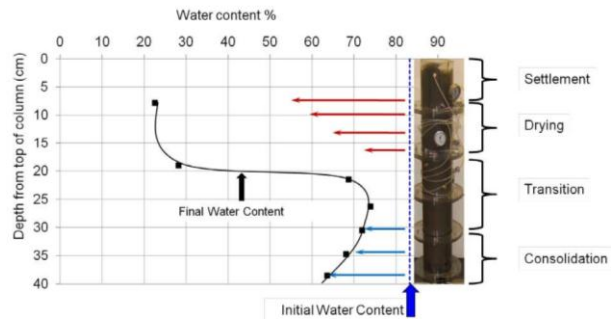 Water content %
0 10 20 30 40 50 60 70 80 90
Depth from top of column (cm)
0
5
10
15
20
25
30
35
40
Settlement
Drying
Transition
Consolidation
Final Water Content
Initial Water Content